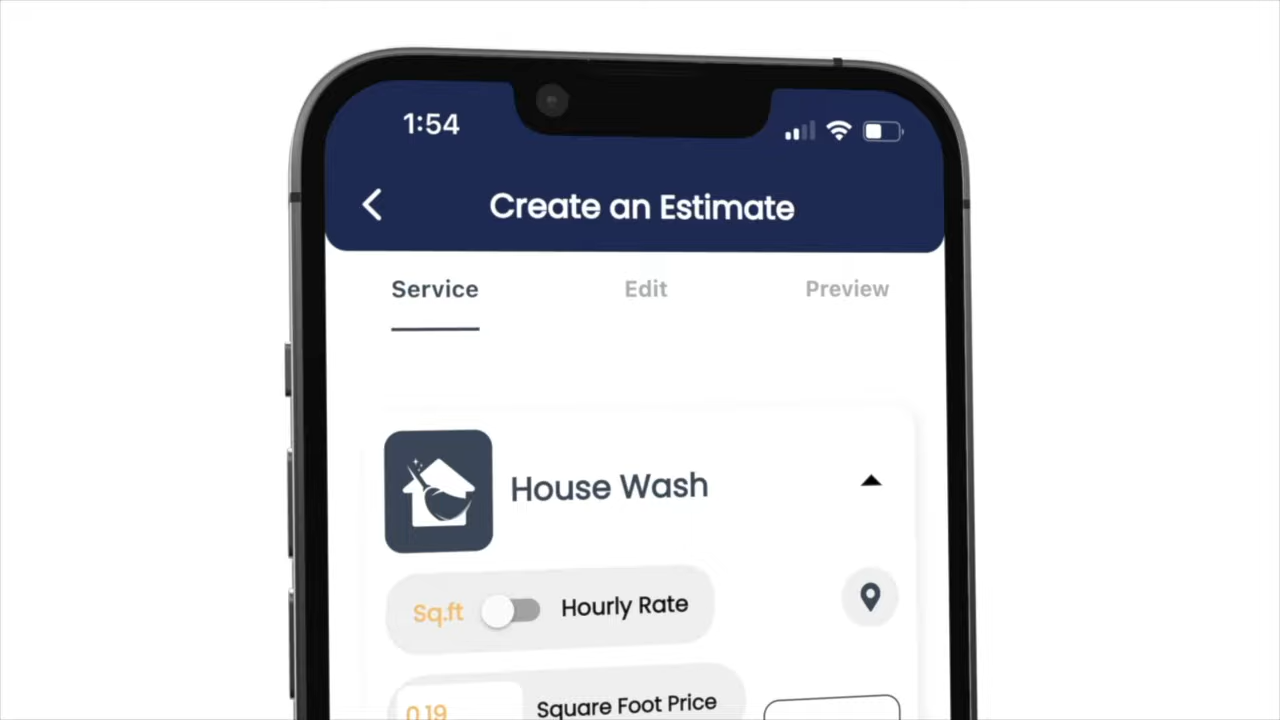 1:54
Create an Estimate
Service Edit Preview
House Wash
Sq.ft Hourly Rate
0.19 Square Foot Price